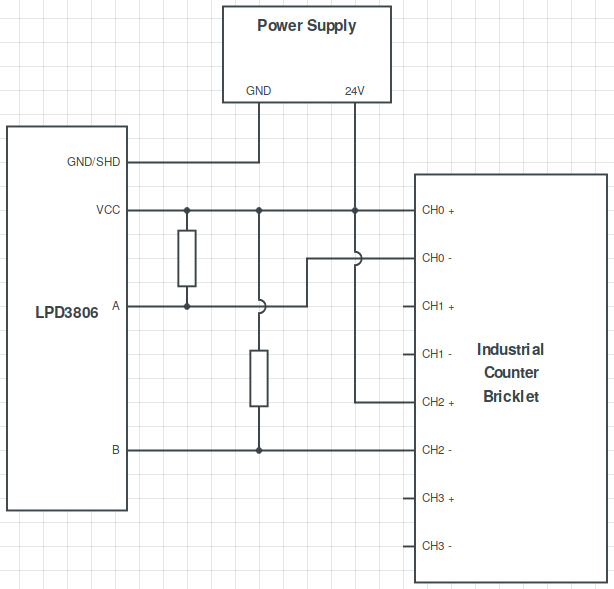 Power Supply
GND
24V
GND/SHD
VCC
A
B
LPD3806
CH0 +
CH0 -
CH1 +
CH1 -
CH2 +
CH2 -
CH3 +
CH3 -
Industrial
Counter
Bricklet